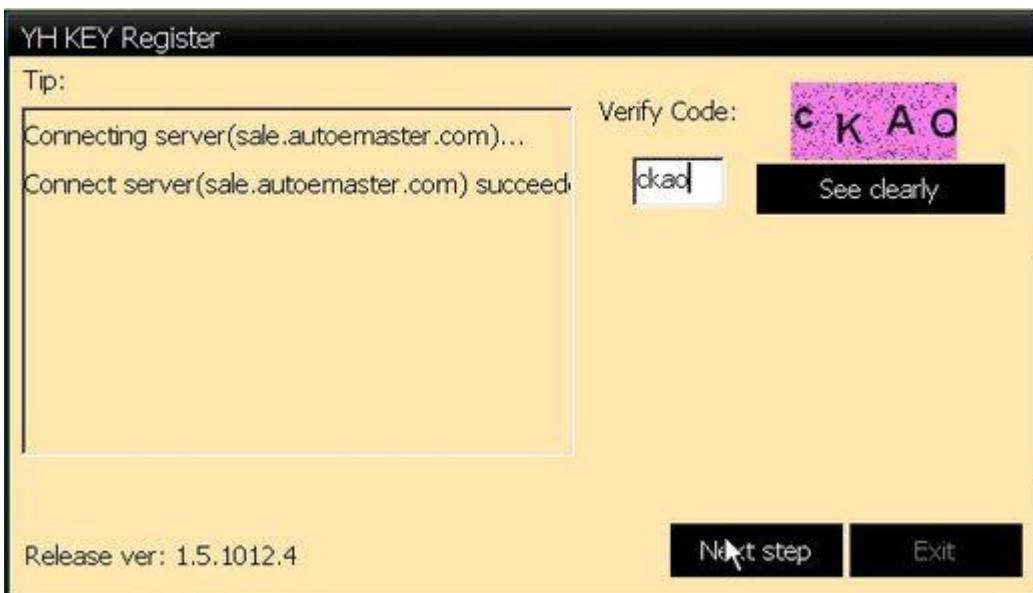 YH KEY Register
Tip:
Connecting server(sale.autoemaster.com)...
Connect server(sale.autoemaster.com) succeed
Verify Code:
cKAO
ckao
See clearly
Release ver: 1.5.1012.4
Next step
Exit